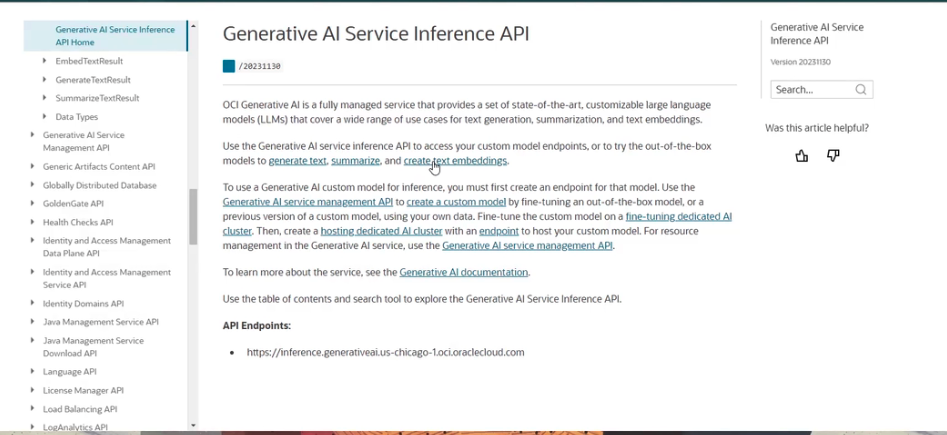 Generative AI Service Inference
API Home
EmbedTextResult
GenerateTextResult
SummarizeTextResult
Data Types
Generative AI Service
Management API
Generic Artifacts Content API
Globally Distributed Database
GoldenGate API
Health Checks API
Identity and Access Management
Data Plane API
Identity and Access Management
Service API
Identity Domains API
Java Management Service API
Java Management Service
Download API
Language API
License Manager API
Load Balancing API
LogAnalytics API
Generative AI Service Inference API
/20231130
OCI Generative AI is a fully managed service that provides a set of state-of-the-art, customizable large language
models (LLMs) that cover a wide range of use cases for text generation, summarization, and text embeddings.
Use the Generative AI service inference API to access your custom model endpoints, or to try the out-of-the-box
models to generate text, summarize, and create text embeddings.
To use a Generative AI custom model for inference, you must first create an endpoint for that model. Use the
Generative AI service management API to create a custom model by fine-tuning an out-of-the-box model, or a
previous version of a custom model, using your own data. Fine-tune the custom model on a fine-tuning dedicated AI
cluster. Then, create a hosting dedicated AI cluster with an endpoint to host your custom model. For resource
management in the Generative AI service, use the Generative AI service management API.
To learn more about the service, see the Generative AI documentation.
Use the table of contents and search tool to explore the Generative AI Service Inference API.
API Endpoints:
https://inference.generativeai.us-chicago-1.oci.oraclecloud.com
Generative AI Service
Inference API
Version 20231130
Search...
Was this article helpful?